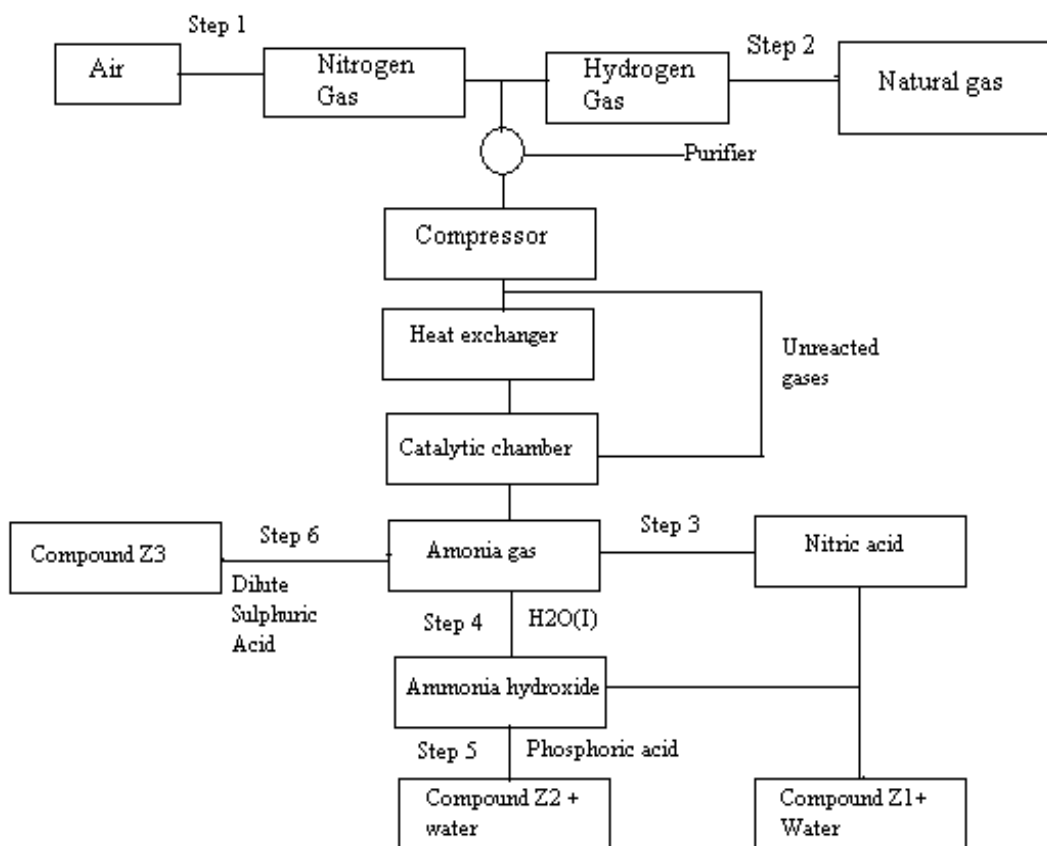 Step 1
Step 2
Air
Nitrogen
Gas
Hydrogen
Gas
Natural gas
Purifier
Compressor
Heat exchanger
Unreacted
gases
Catalytic chamber
Step 6
Step 3
Compound Z3
Amonia gas
Nitric acid
Dilute
Sulphuric
Acid
Step 4
H2O(I)
Ammonia hydroxide
Step 5
Phosphoric acid
Compound Z2 +
water
Compound Z1+
Water